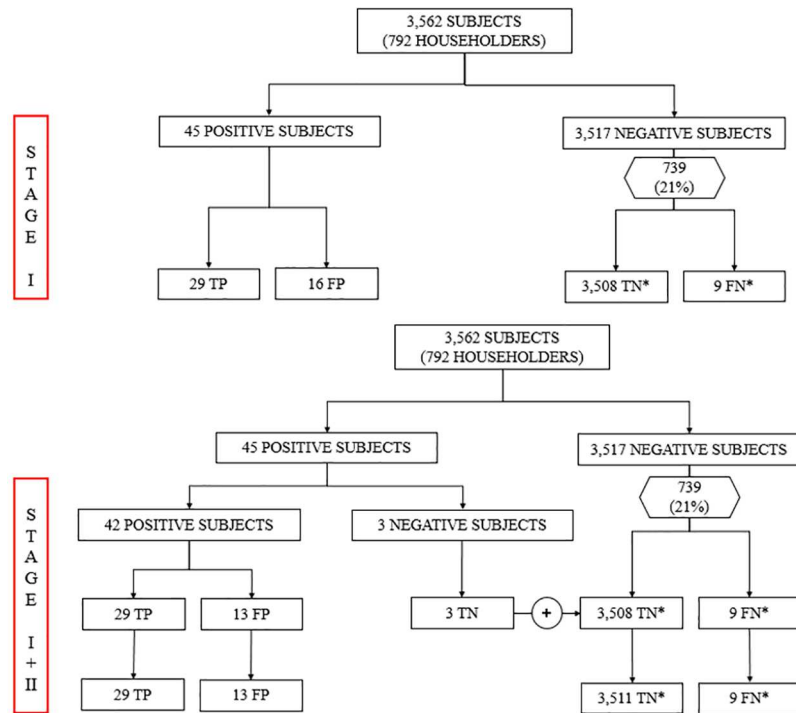 3,562 SUBJECTS
(792 HOUSEHOLDERS)
45 POSITIVE SUBJECTS
3,517 NEGATIVE SUBJECTS
739
(21%)
S
T
A
G
E
I
29 TP
16 FP
3,508 TN*
9 FN*
3,562 SUBJECTS
(792 HOUSEHOLDERS)
45 POSITIVE SUBJECTS
3,517 NEGATIVE SUBJECTS
739
(21%)
S
T
A
G
E
I
+
II
42 POSITIVE SUBJECTS
3 NEGATIVE SUBJECTS
29 TP
13 FP
3 TN
+
3,508 TN*
9 FN*
29 TP
13 FP
3,511 TN*
9 FN*